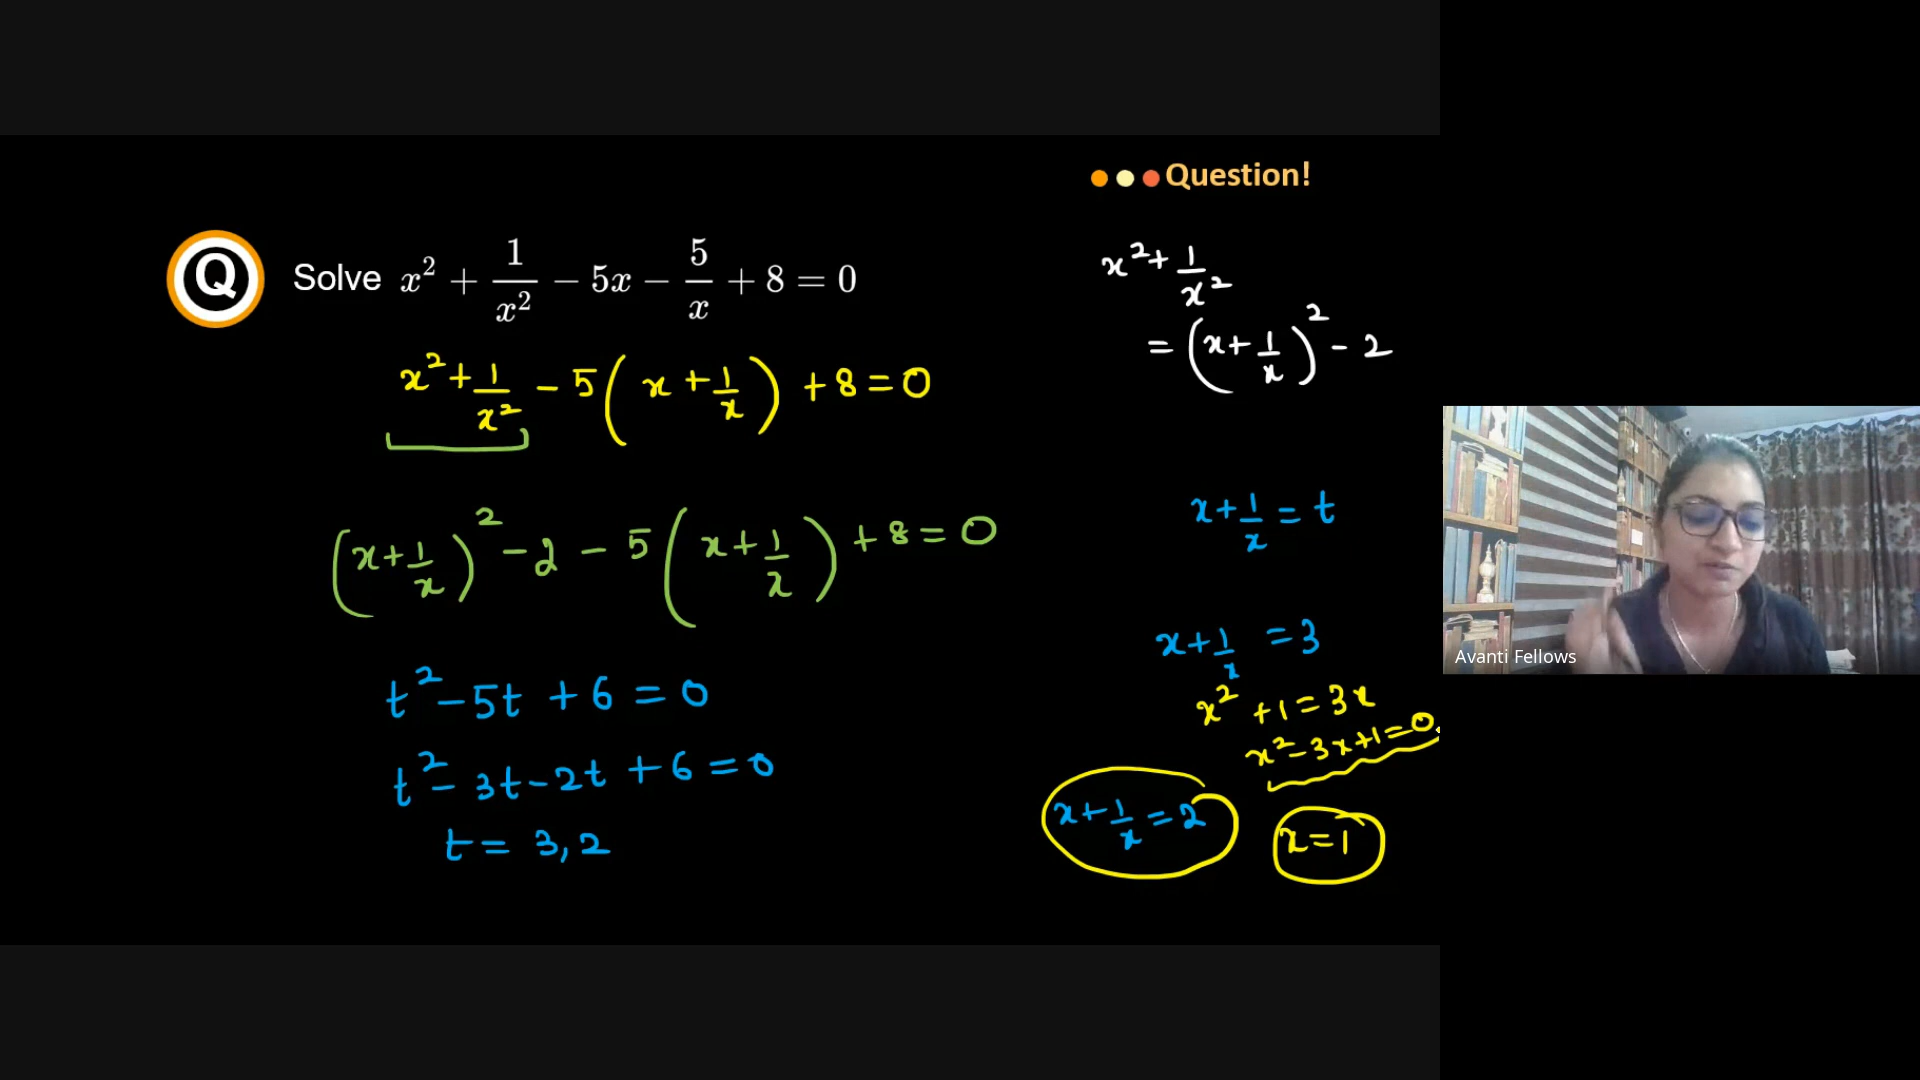 Question!
Q
Solve x² + 1/x² − 5x − 5/x + 8 = 0
x² + 1/x² − 5(x + 1/x) + 8 = 0
(x + 1/x)² − 2 − 5(x + 1/x) + 8 = 0
t² − 5t + 6 = 0
t² − 3t − 2t + 6 = 0
t = 3, 2
x² + 1/x²
= (x + 1/x)² − 2
x + 1/x = t
x + 1/x = 3
x² + 1 = 3x
x² − 3x + 1 = 0
x + 1/x = 2
x = 1
Avanti Fellows